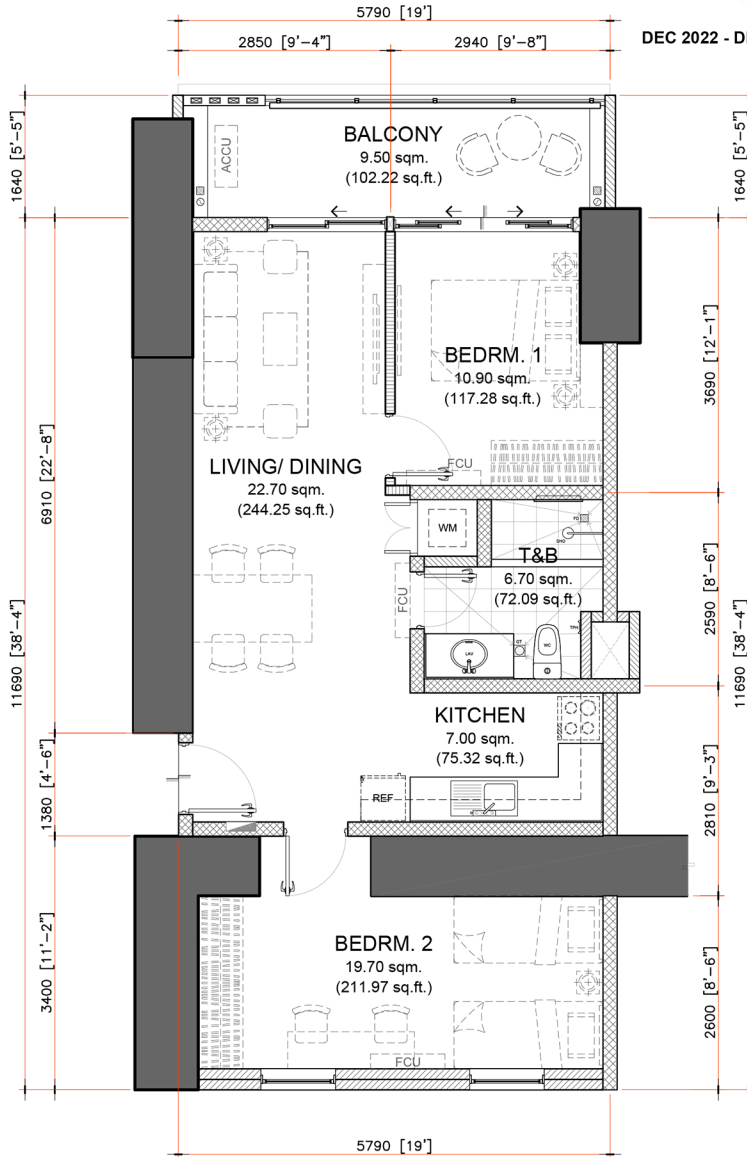 5790 [19']
2850 [9'-4"]
2940 [9'-8"]
DEC 2022 - D
1640 [5'-5"]
1640 [5'-5"]
BALCONY
9.50 sqm.
(102.22 sq.ft.)
ACCU
BEDRM. 1
10.90 sqm.
(117.28 sq.ft.)
3690 [12'-1"]
LIVING/ DINING
22.70 sqm.
(244.25 sq.ft.)
FCU
6910 [22'-8"]
WM
FD
SHO
T&B
6.70 sqm.
(72.09 sq.ft.)
FCU
2590 [8'-6"]
TPH
GT
LAV
WC
11690 [38'-4"]
11690 [38'-4"]
KITCHEN
7.00 sqm.
(75.32 sq.ft.)
REF
1380 [4'-6"]
2810 [9'-3"]
BEDRM. 2
19.70 sqm.
(211.97 sq.ft.)
3400 [11'-2"]
2600 [8'-6"]
FCU
5790 [19']